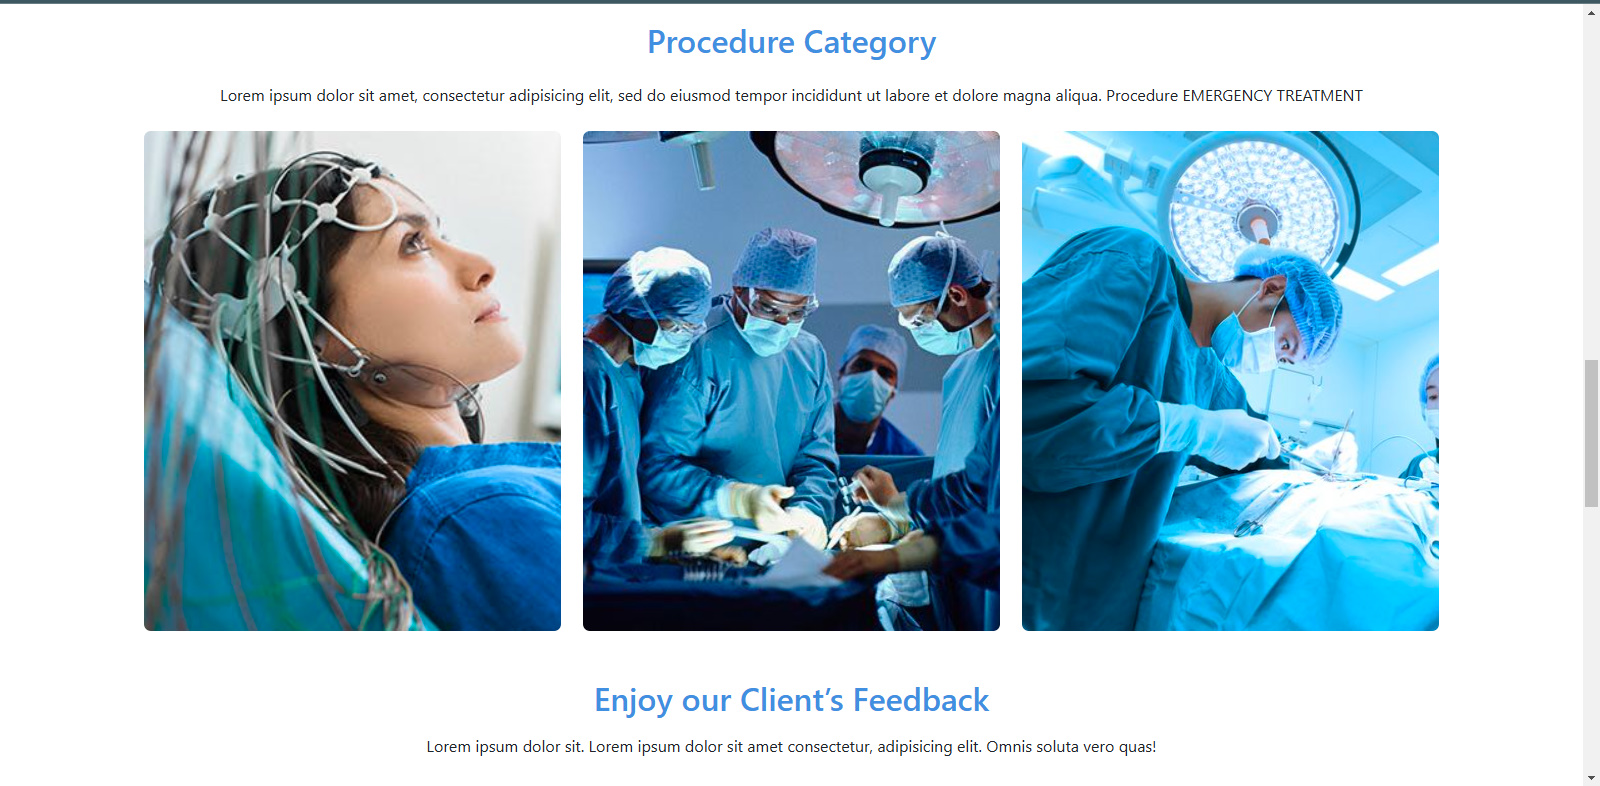 Procedure Category
Lorem ipsum dolor sit amet, consectetur adipisicing elit, sed do eiusmod tempor incididunt ut labore et dolore magna aliqua. Procedure EMERGENCY TREATMENT
Enjoy our Client’s Feedback
Lorem ipsum dolor sit. Lorem ipsum dolor sit amet consectetur, adipisicing elit. Omnis soluta vero quas!